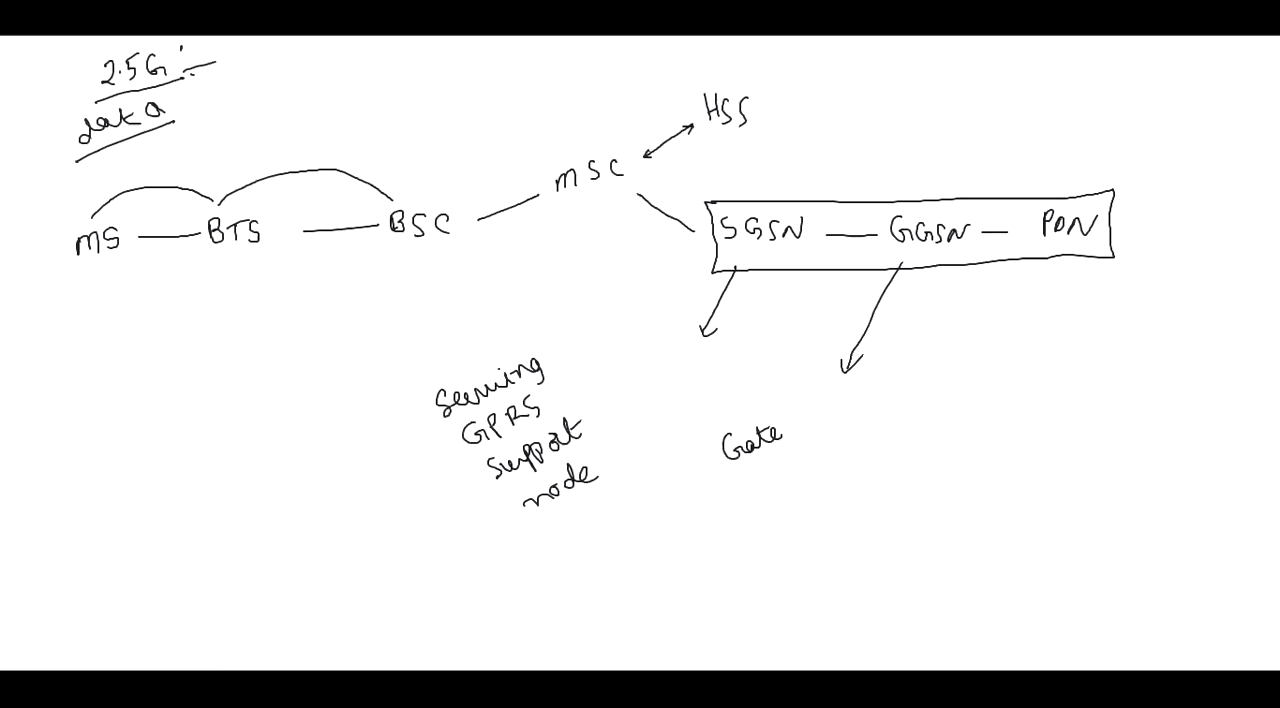 2.5G :-
data
HSS
MSC
MS — BTS — BSC
SGSN — GGSN — PDN
Serving
GPRS
Support
node
Gate